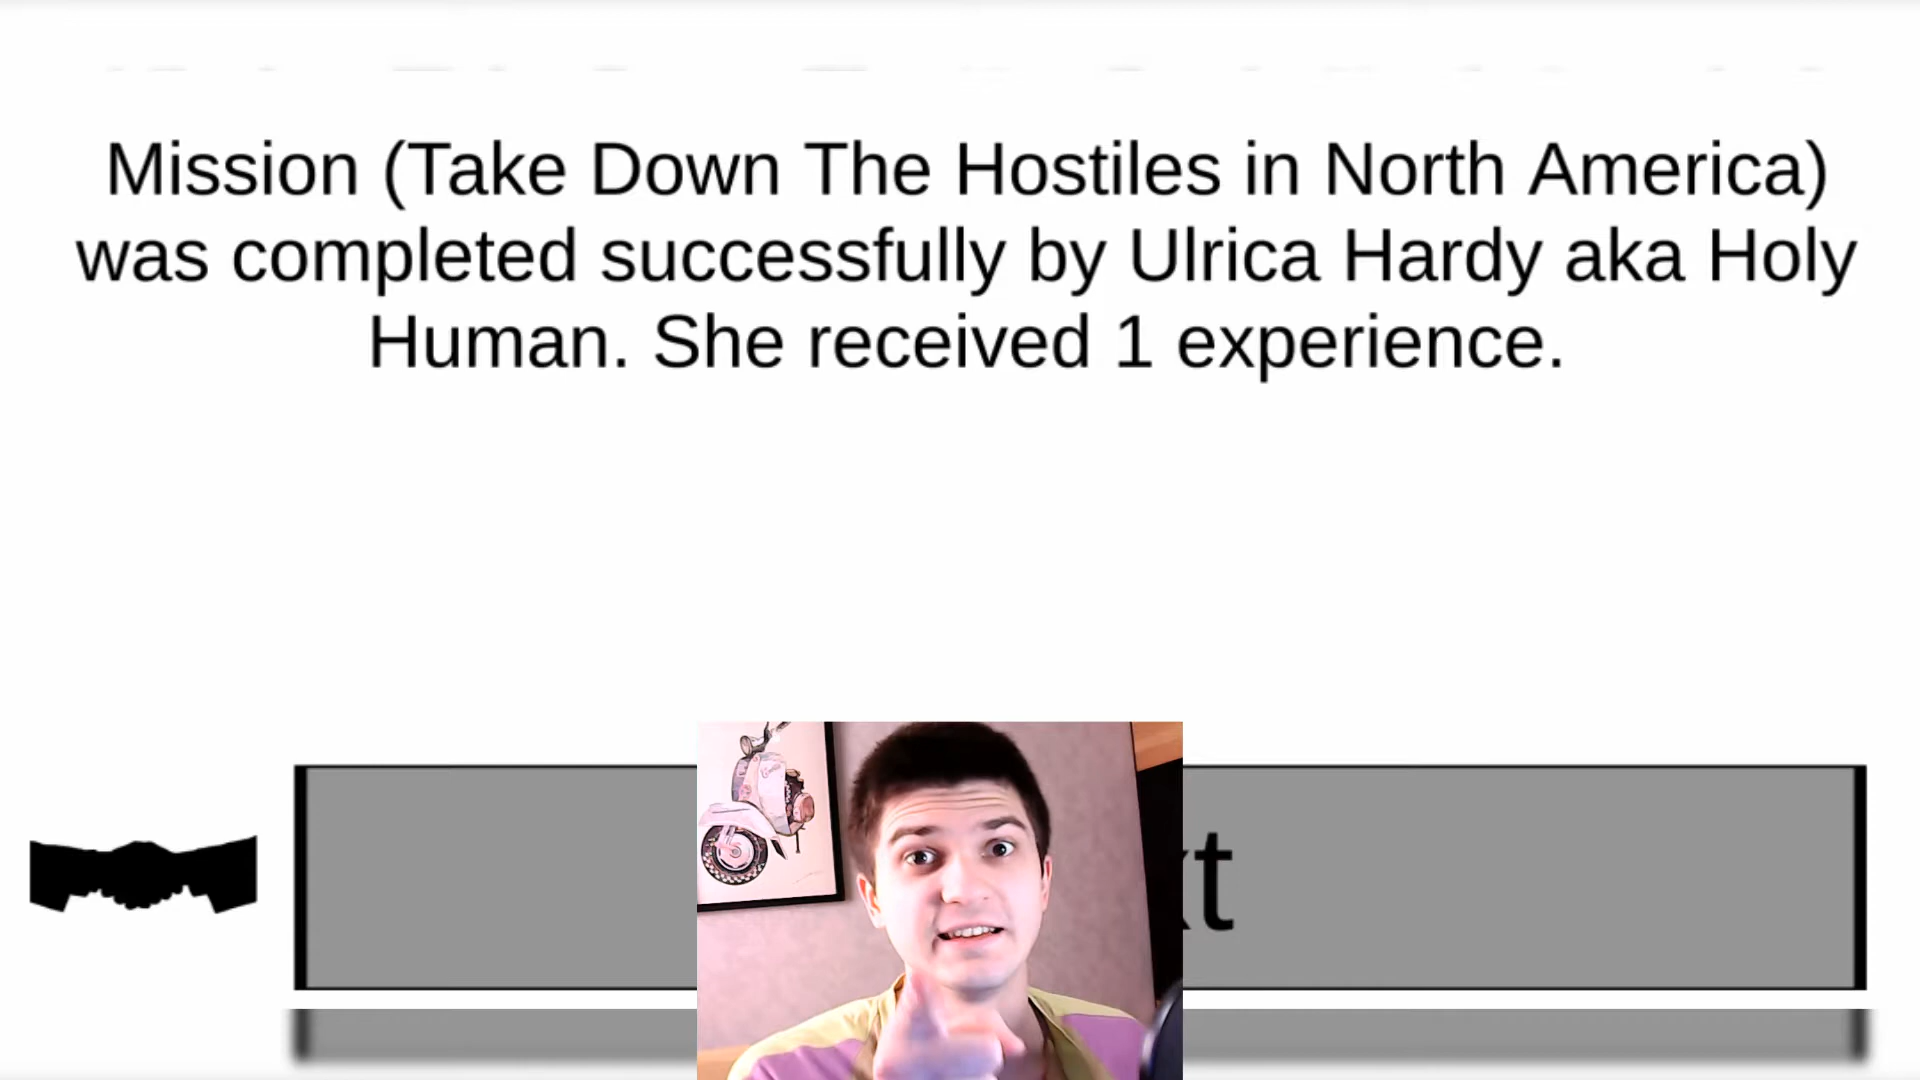 Mission (Take Down The Hostiles in North America)
was completed successfully by Ulrica Hardy aka Holy
Human. She received 1 experience.